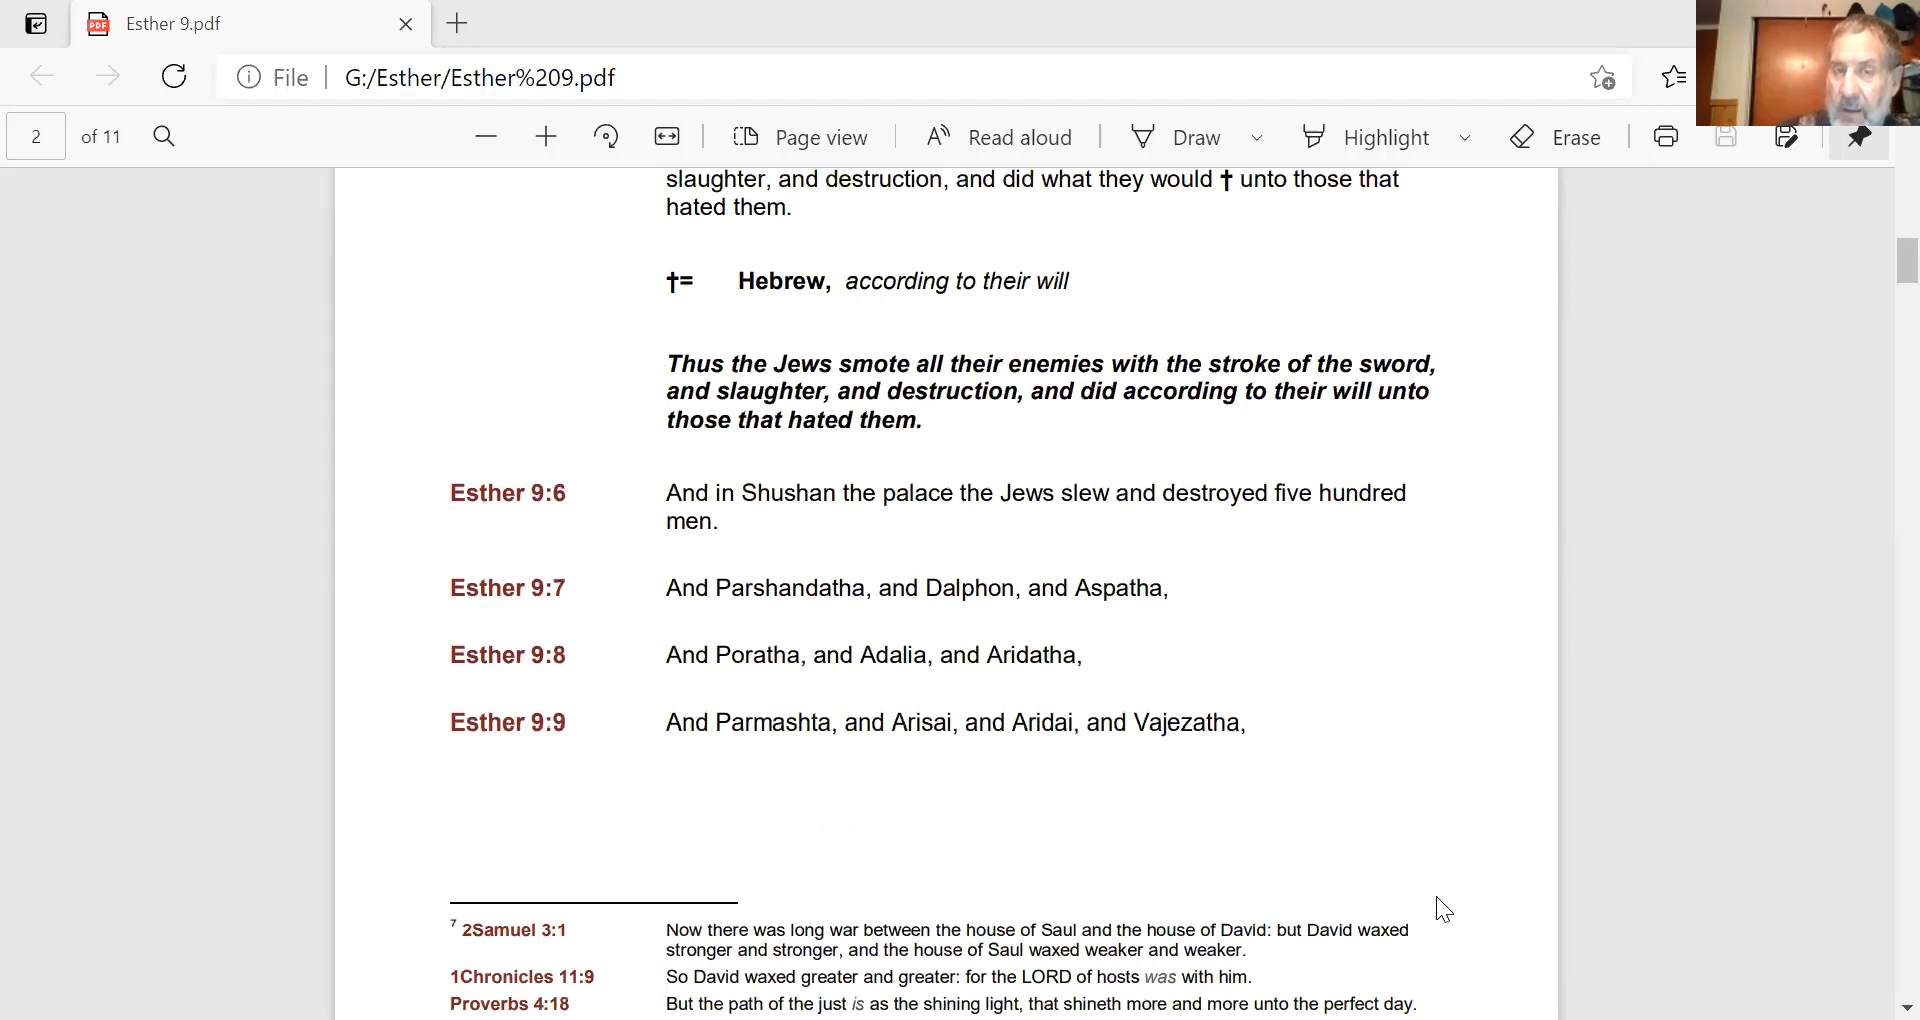 Esther 9.pdf
File | G:/Esther/Esther%209.pdf
2 of 11 Page view Read aloud Draw Highlight Erase
slaughter, and destruction, and did what they would † unto those that
hated them.
†= Hebrew, according to their will
Thus the Jews smote all their enemies with the stroke of the sword,
and slaughter, and destruction, and did according to their will unto
those that hated them.
Esther 9:6 And in Shushan the palace the Jews slew and destroyed five hundred
men.
Esther 9:7 And Parshandatha, and Dalphon, and Aspatha,
Esther 9:8 And Poratha, and Adalia, and Aridatha,
Esther 9:9 And Parmashta, and Arisai, and Aridai, and Vajezatha,
7 2Samuel 3:1 Now there was long war between the house of Saul and the house of David: but David waxed
stronger and stronger, and the house of Saul waxed weaker and weaker.
1Chronicles 11:9 So David waxed greater and greater: for the LORD of hosts was with him.
Proverbs 4:18 But the path of the just is as the shining light, that shineth more and more unto the perfect day.